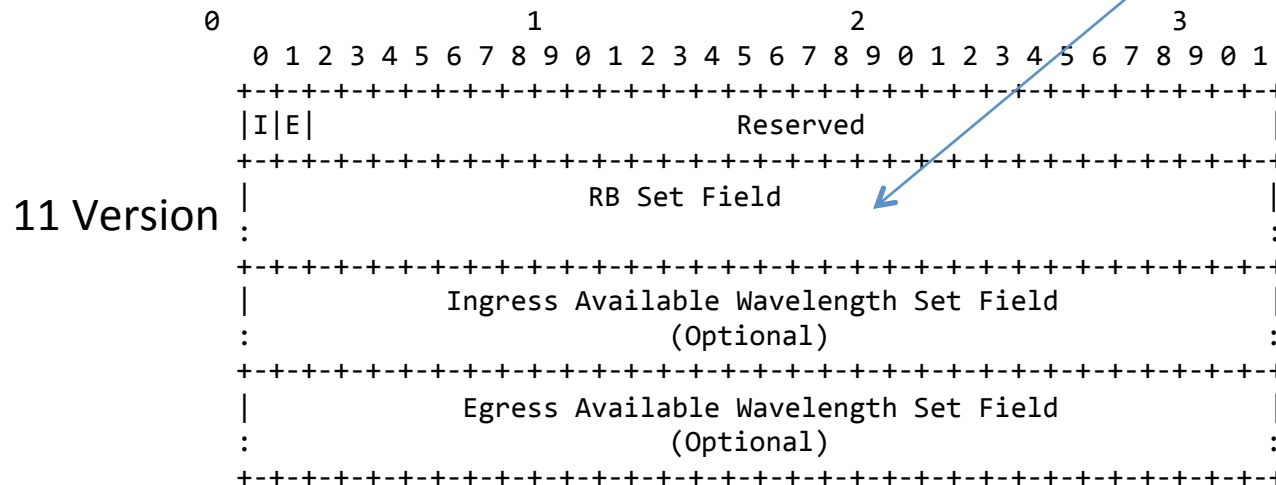 0                   1                   2                   3
0 1 2 3 4 5 6 7 8 9 0 1 2 3 4 5 6 7 8 9 0 1 2 3 4 5 6 7 8 9 0 1
+-+-+-+-+-+-+-+-+-+-+-+-+-+-+-+-+-+-+-+-+-+-+-+-+-+-+-+-+-+-+-+-+
|I|E|                          Reserved                         |
+-+-+-+-+-+-+-+-+-+-+-+-+-+-+-+-+-+-+-+-+-+-+-+-+-+-+-+-+-+-+-+-+
|                     RB Set Field                              |
11 Version
:                                                               :
+-+-+-+-+-+-+-+-+-+-+-+-+-+-+-+-+-+-+-+-+-+-+-+-+-+-+-+-+-+-+-+-+
|            Ingress Available Wavelength Set Field             |
:                          (Optional)                           :
+-+-+-+-+-+-+-+-+-+-+-+-+-+-+-+-+-+-+-+-+-+-+-+-+-+-+-+-+-+-+-+-+
|             Egress Available Wavelength Set Field             |
:                          (Optional)                           :
+-+-+-+-+-+-+-+-+-+-+-+-+-+-+-+-+-+-+-+-+-+-+-+-+-+-+-+-+-+-+-+-+